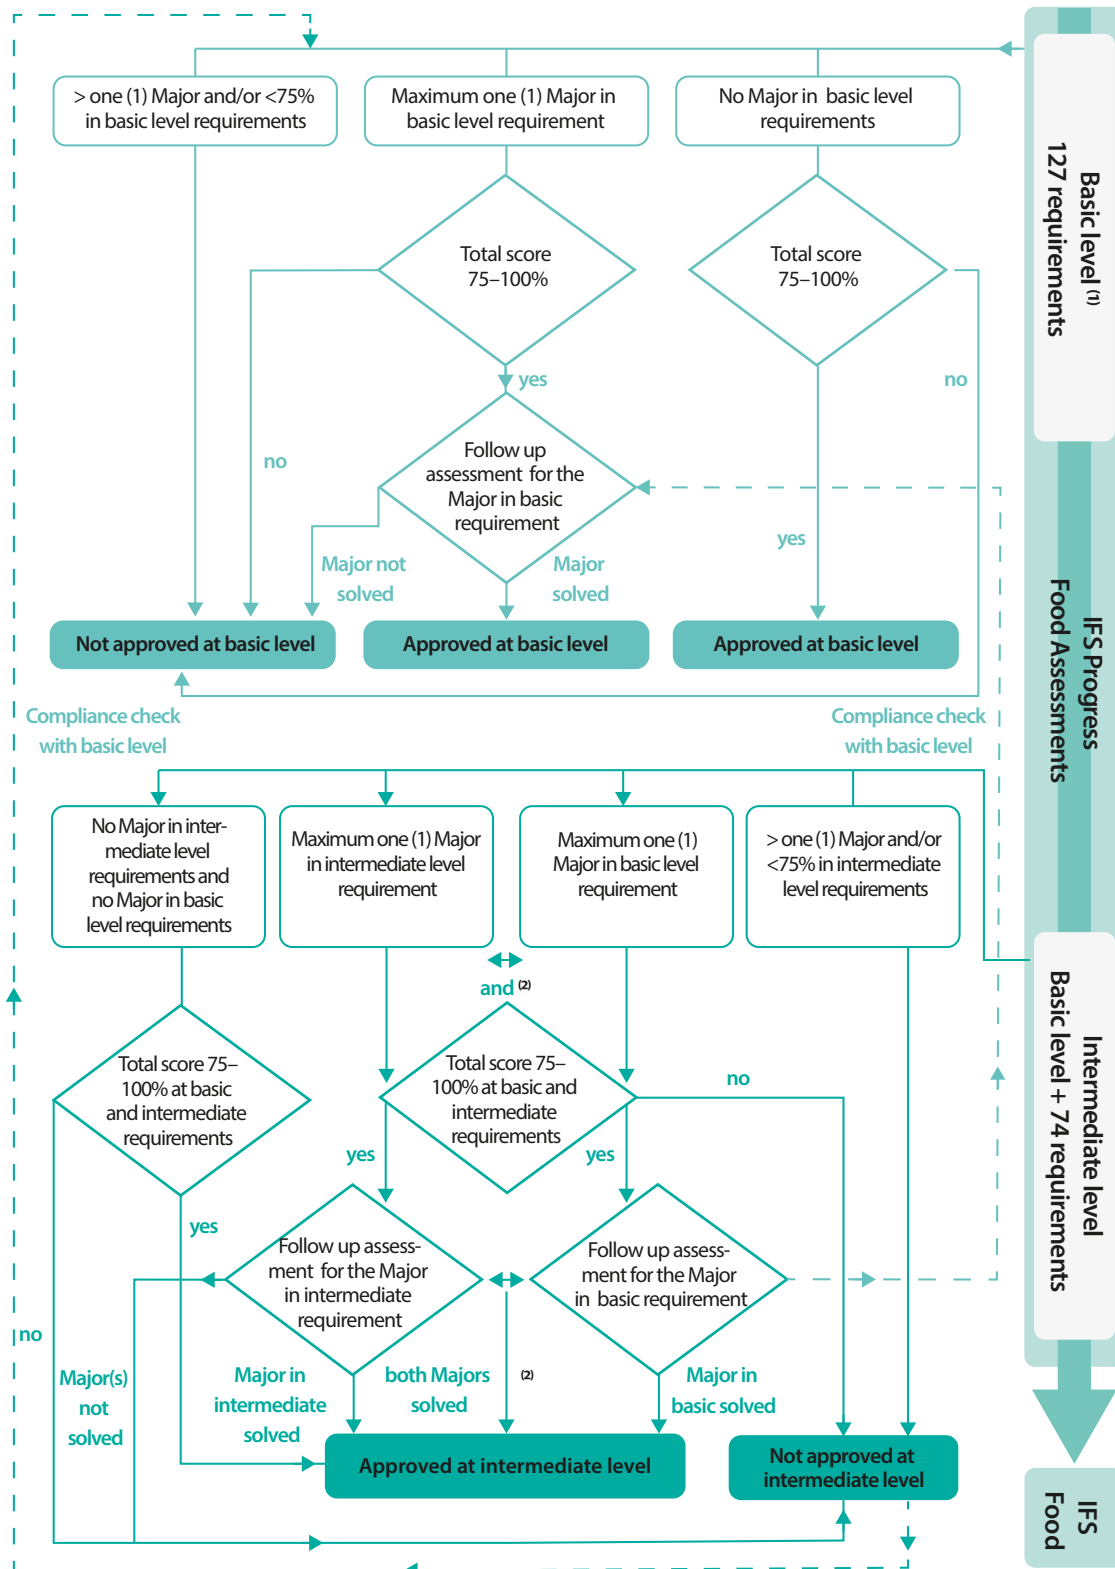 > one (1) Major and/or <75%
in basic level requirements
Maximum one (1) Major in
basic level requirement
No Major in basic level
requirements
Total score
75–100%
Total score
75–100%
yes
no
no
Follow up
assessment for the
Major in basic
requirement
yes
Major not
solved
Major
solved
Not approved at basic level
Approved at basic level
Approved at basic level
Compliance check
with basic level
Compliance check
with basic level
No Major in inter-
mediate level
requirements and
no Major in basic
level requirements
Maximum one (1) Major
in intermediate level
requirement
Maximum one (1)
Major in basic level
requirement
> one (1) Major and/or
<75% in intermediate
level requirements
and (2)
Total score 75–
100% at basic
and intermediate
requirements
Total score 75–
100% at basic and
intermediate
requirements
no
yes
yes
yes
Follow up assess-
ment for the Major
in intermediate
requirement
Follow up assess-
ment for the Major
in basic requirement
no
Major(s)
not
solved
Major in
intermediate
solved
both Majors
solved
(2)
Major in
basic solved
Approved at intermediate level
Not approved at
intermediate level
Basic level (1)
127 requirements
IFS Progress
Food Assessments
Intermediate level
Basic level + 74 requirements
IFS
Food